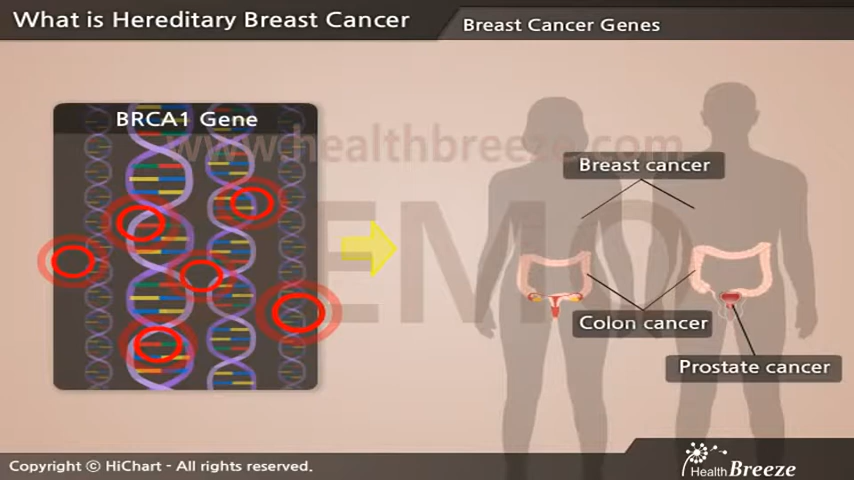 What is Hereditary Breast Cancer
Breast Cancer Genes
BRCA1 Gene
www.healthbreeze.com
DEMO
Breast cancer
Colon cancer
Prostate cancer
Copyright © HiChart - All rights reserved.
Health Breeze